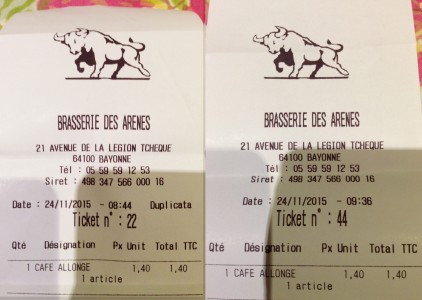 BRASSERIE DES ARENES
21 AVENUE DE LA LEGION TCHEQUE
64100 BAYONNE
Tél : 05 59 59 12 53
Siret : 498 347 566 000 16
Date : 24/11/2015 - 08:44 Duplicata
Ticket n° : 22
Qté Désignation Px Unit Total TTC
1 CAFE ALLONGE 1,40 1,40
1 article
BRASSERIE DES ARENES
21 AVENUE DE LA LEGION TCHEQUE
64100 BAYONNE
Tél : 05 59 59 12 53
Siret : 498 347 566 000 16
Date : 24/11/2015 - 09:36
Ticket n° : 44
Qté Désignation Px Unit Total TTC
1 CAFE ALLONGE 1,40 1,40
1 article